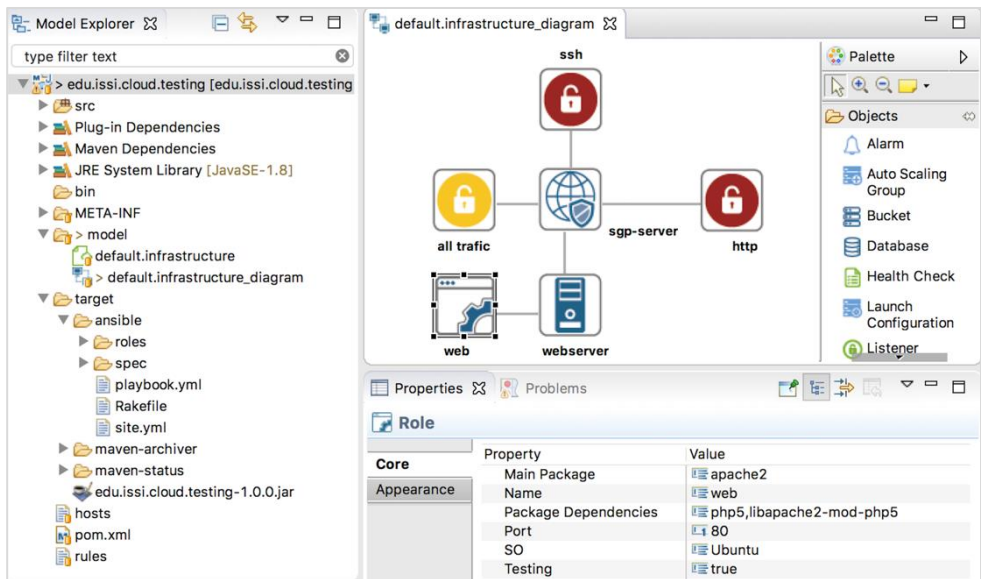 Model Explorer
type filter text
> edu.issi.cloud.testing [edu.issi.cloud.testing
src
Plug-in Dependencies
Maven Dependencies
JRE System Library [JavaSE-1.8]
bin
META-INF
> model
default.infrastructure
> default.infrastructure_diagram
target
ansible
roles
spec
playbook.yml
Rakefile
site.yml
maven-archiver
maven-status
edu.issi.cloud.testing-1.0.0.jar
hosts
pom.xml
rules
default.infrastructure_diagram
ssh
all trafic
sgp-server
http
web
webserver
Palette
Objects
Alarm
Auto Scaling
Group
Bucket
Database
Health Check
Launch
Configuration
Listener
Properties Problems
Role
Core
Appearance
Property Value
Main Package apache2
Name web
Package Dependencies php5,libapache2-mod-php5
Port 80
SO Ubuntu
Testing true